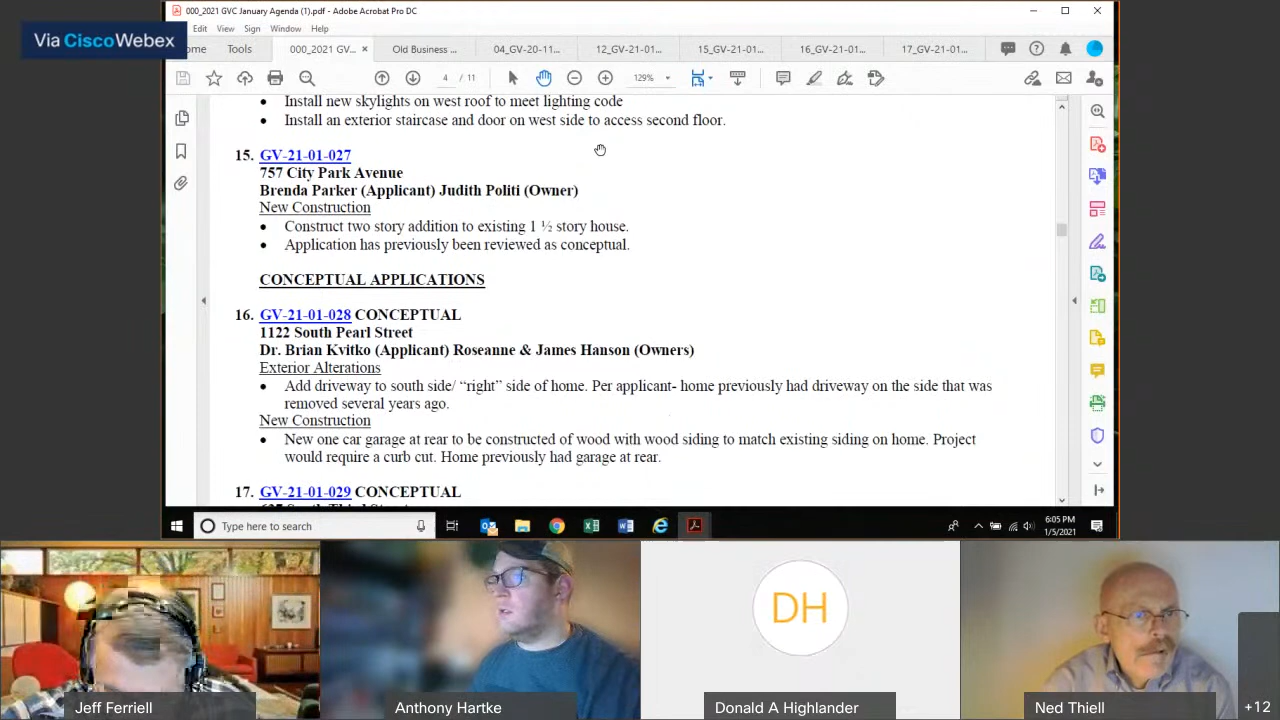 000_2021 GVC January Agenda (1).pdf - Adobe Acrobat Pro DC
Via Cisco Webex
Edit View Sign Window Help
ome Tools 000_2021 GV... × Old Business ... 04_GV-20-11... 12_GV-21-01... 15_GV-21-01... 16_GV-21-01... 17_GV-21-01...
4 / 11 129%
• Install new skylights on west roof to meet lighting code
• Install an exterior staircase and door on west side to access second floor.
15. GV-21-01-027
757 City Park Avenue
Brenda Parker (Applicant) Judith Politi (Owner)
New Construction
• Construct two story addition to existing 1 ½ story house.
• Application has previously been reviewed as conceptual.
CONCEPTUAL APPLICATIONS
16. GV-21-01-028 CONCEPTUAL
1122 South Pearl Street
Dr. Brian Kvitko (Applicant) Roseanne & James Hanson (Owners)
Exterior Alterations
• Add driveway to south side/ “right” side of home. Per applicant- home previously had driveway on the side that was
removed several years ago.
New Construction
• New one car garage at rear to be constructed of wood with wood siding to match existing siding on home. Project
would require a curb cut. Home previously had garage at rear.
17. GV-21-01-029 CONCEPTUAL
Type here to search
6:05 PM
1/5/2021
DH
Jeff Ferriell
Anthony Hartke
Donald A Highlander
Ned Thiell
+12